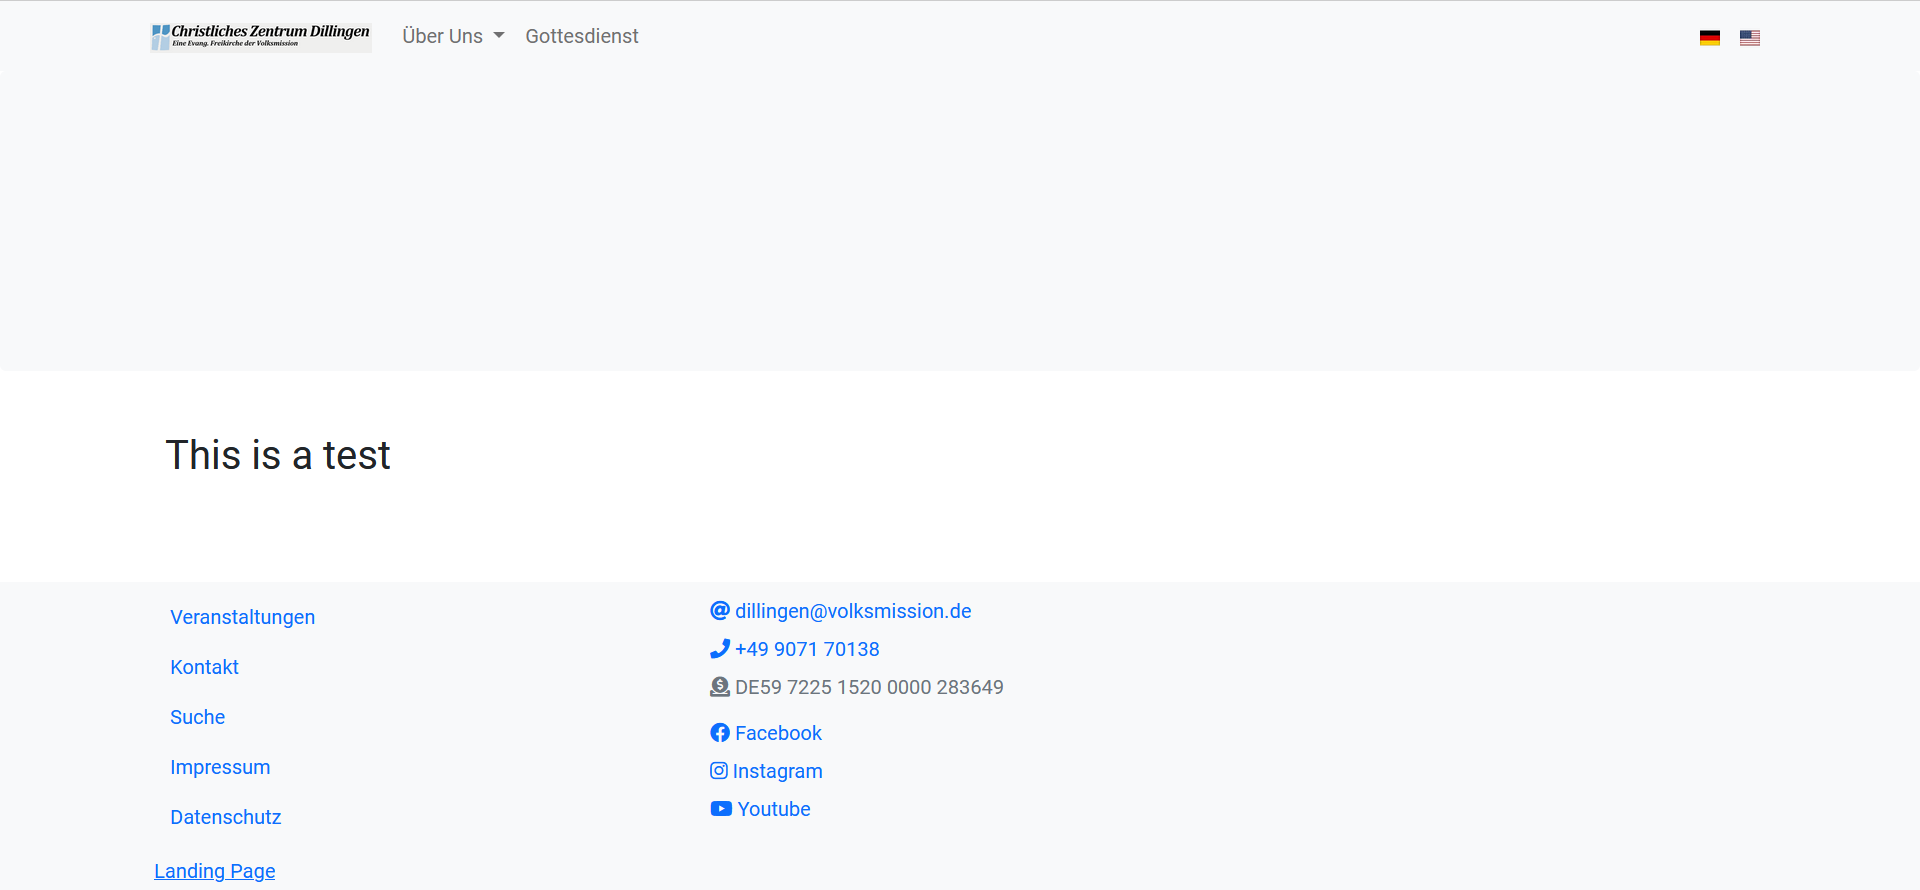 Christliches Zentrum Dillingen
Eine Evang. Freikirche der Volksmission
Über Uns
Gottesdienst
This is a test
Veranstaltungen
Kontakt
Suche
Impressum
Datenschutz
Landing Page
dillingen@volksmission.de
+49 9071 70138
DE59 7225 1520 0000 283649
Facebook
Instagram
Youtube